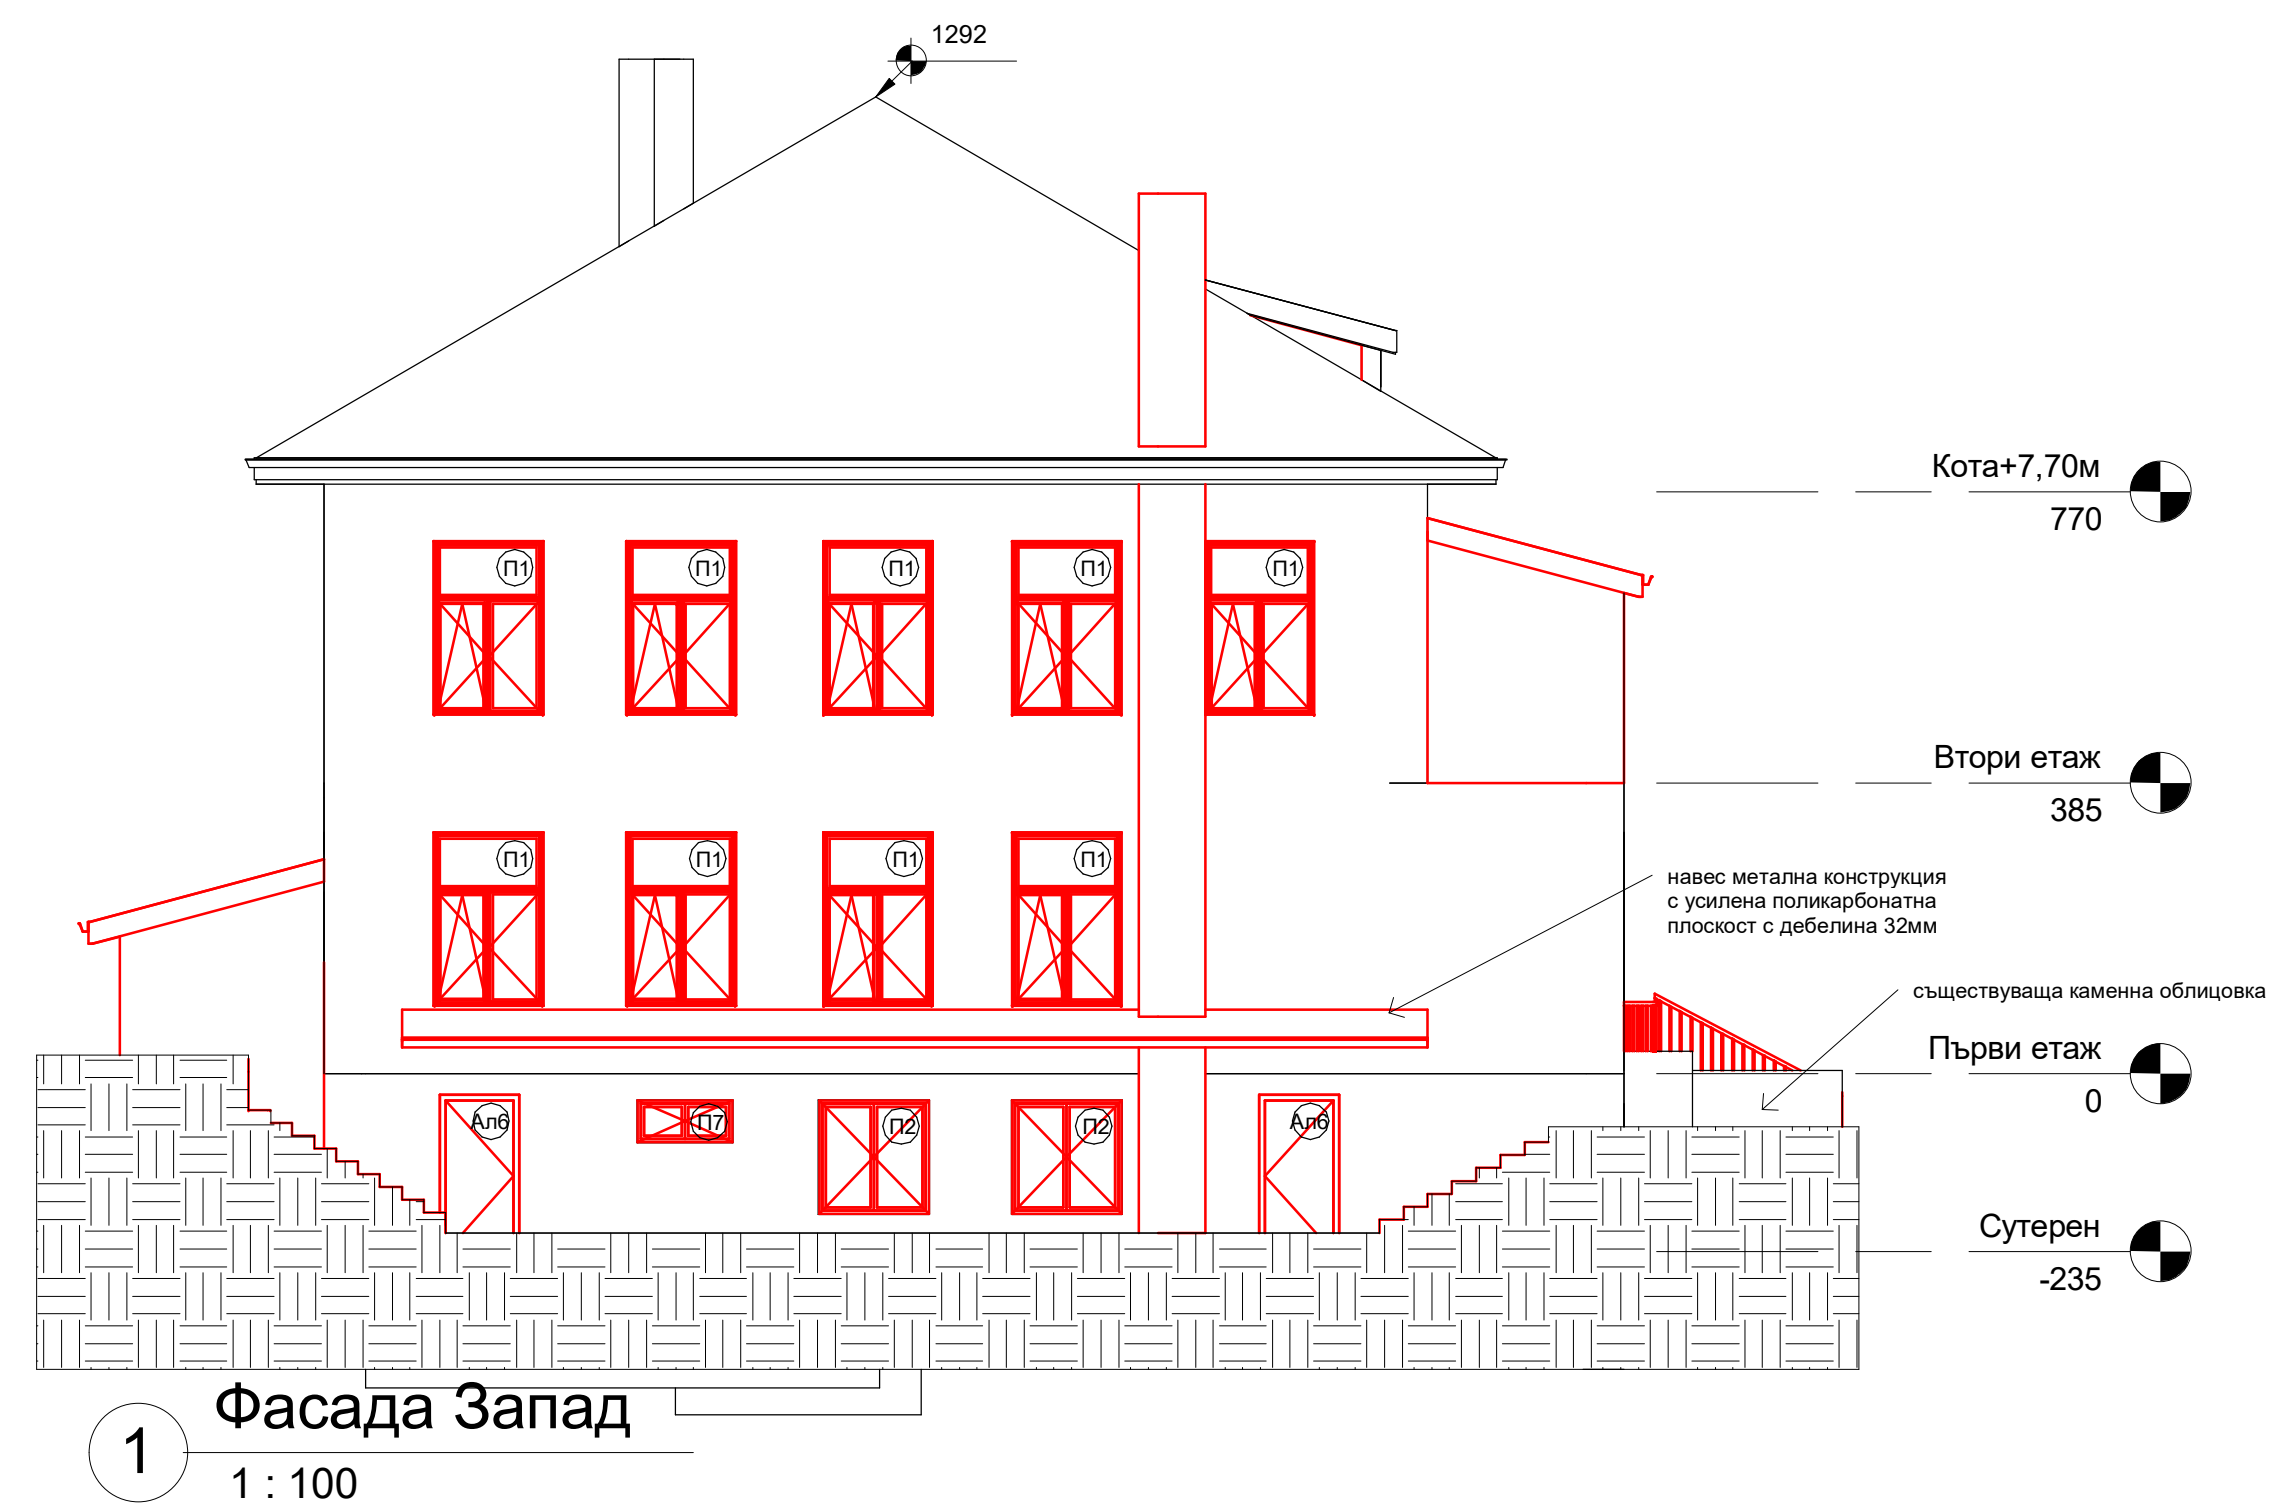 1292
Кота+7,70м
770
П1
П1
П1
П1
П1
Втори етаж
385
П1
П1
П1
П1
навес метална конструкция
с усилена поликарбонатна
плоскост с дебелина 32мм
съществуваща каменна облицовка
Първи етаж
0
Ал6
П7
П2
П2
Ал6
Сутерен
-235
1
Фасада Запад
1 : 100